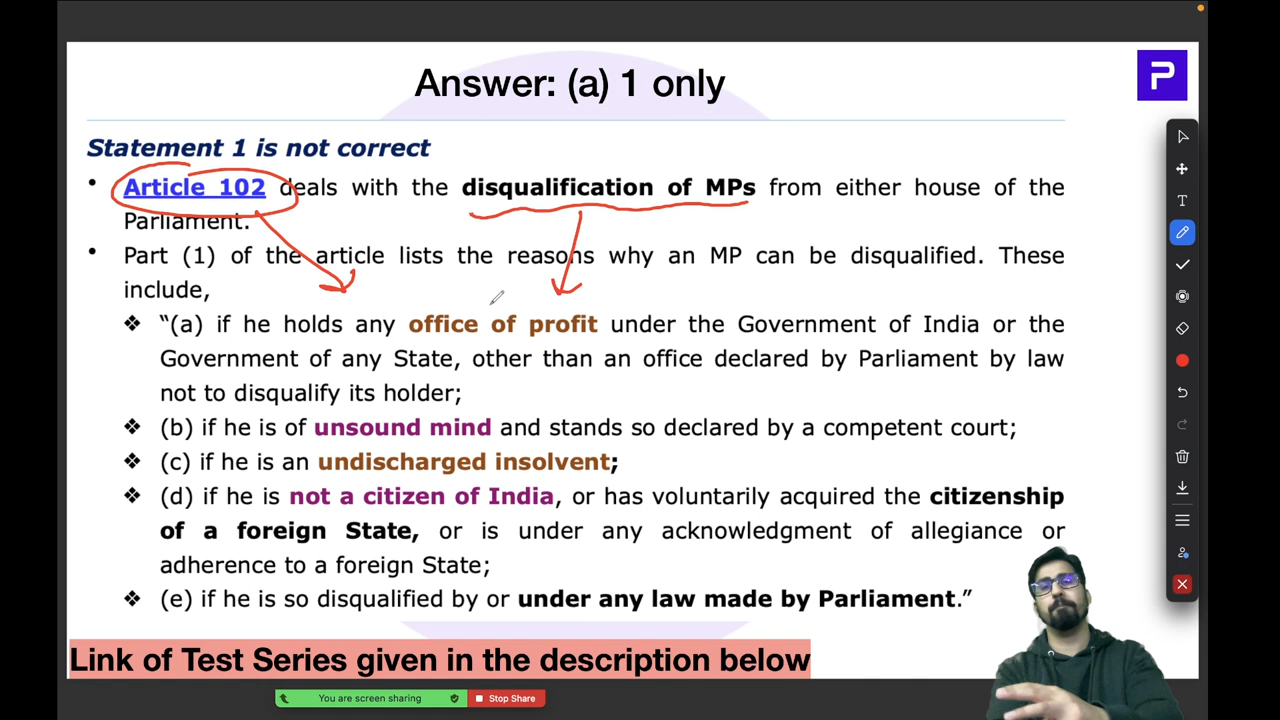 Answer: (a) 1 only
P
Statement 1 is not correct
• Article 102 deals with the disqualification of MPs from either house of the
Parliament.
• Part (1) of the article lists the reasons why an MP can be disqualified. These
include,
❖ “(a) if he holds any office of profit under the Government of India or the
Government of any State, other than an office declared by Parliament by law
not to disqualify its holder;
❖ (b) if he is of unsound mind and stands so declared by a competent court;
❖ (c) if he is an undischarged insolvent;
❖ (d) if he is not a citizen of India, or has voluntarily acquired the citizenship
of a foreign State, or is under any acknowledgment of allegiance or
adherence to a foreign State;
❖ (e) if he is so disqualified by or under any law made by Parliament.”
Link of Test Series given in the description below
You are screen sharing
Stop Share
T